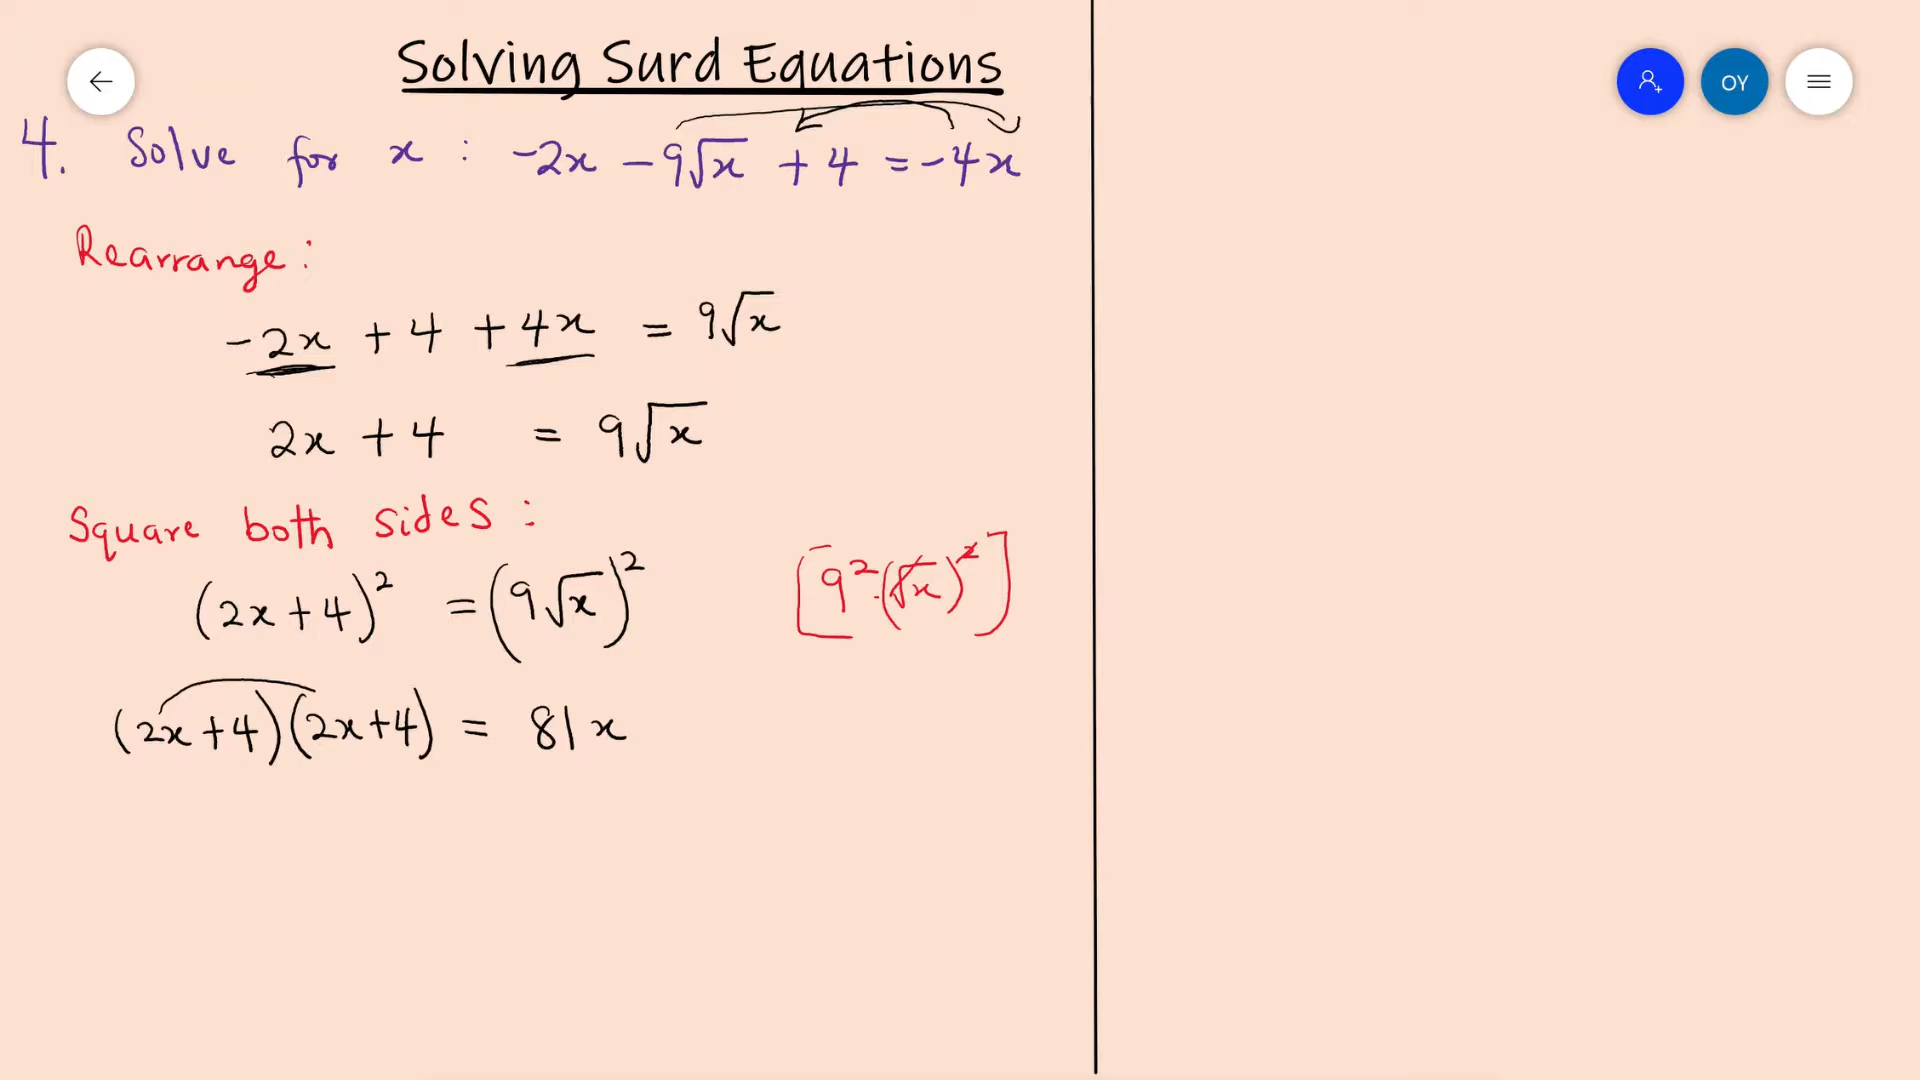 Solving Surd Equations
OY
4. Solve for x : -2x - 9√x + 4 = -4x
Rearrange:
-2x + 4 + 4x = 9√x
2x + 4 = 9√x
Square both sides :
(2x + 4)² = (9√x)² [9² · (√x)²]
(2x + 4)(2x + 4) = 81x